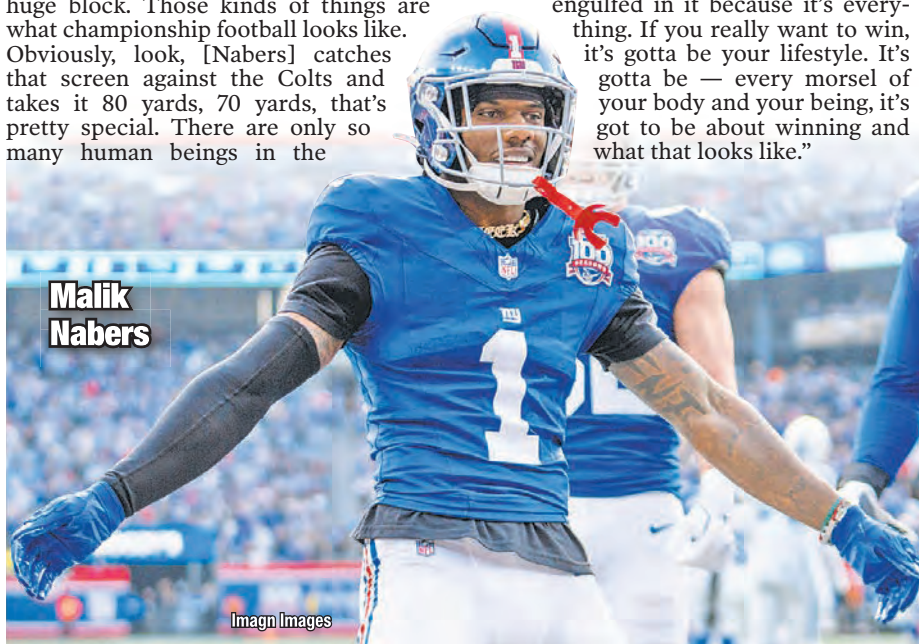 huge block. Those kinds of things are
what championship football looks like.
Obviously, look, [Nabers] catches
that screen against the Colts and
takes it 80 yards, 70 yards, that's
pretty special. There are only so
many human beings in the
engulfed in it because it's every-
thing. If you really want to win,
it's gotta be your lifestyle. It's
gotta be — every morsel of
your body and your being, it's
got to be about winning and
what that looks like.”
Malik
Nabers
1
NFL
100
SEASONS
100
ny
1
Imagn Images